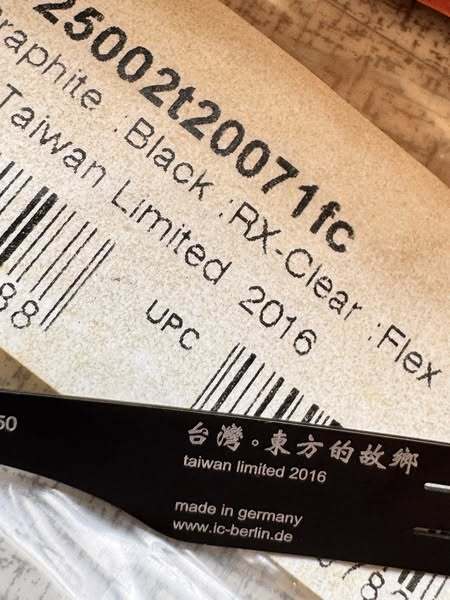 25002t20071fc
raphite :Black :RX-Clear :Flex
Taiwan Limited 2016
88
UPC
50
台灣。東方的故鄉
taiwan limited 2016
made in germany
www.ic-berlin.de